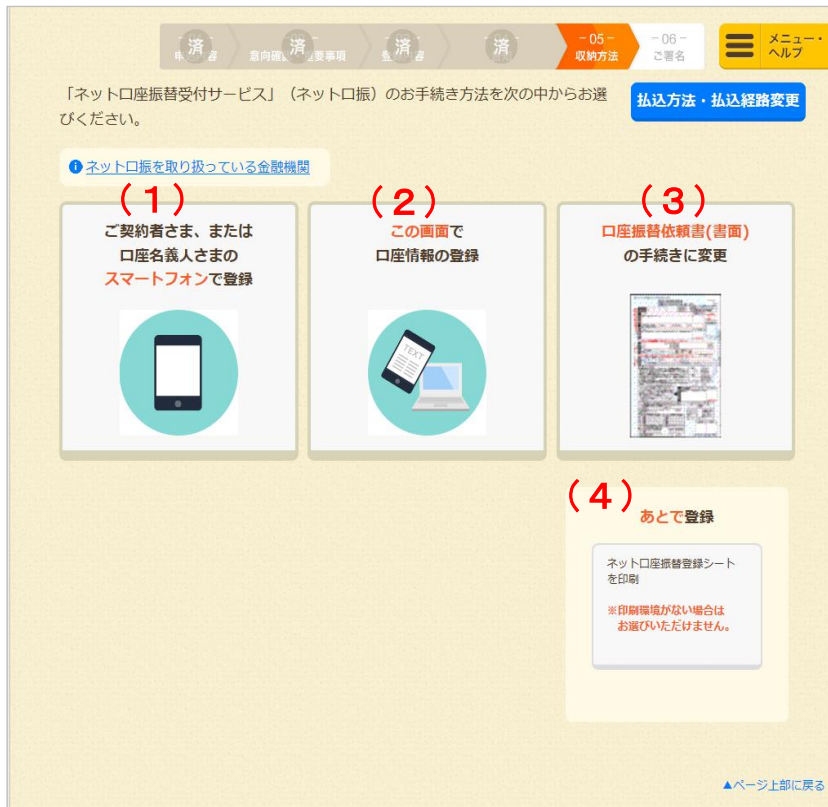 済
済
済
済
意向確
要事項
- 05 -
収納方法
- 06 -
ご署名
メニュー・
ヘルプ
「ネット口座振替受付サービス」（ネット口振）のお手続き方法を次の中からお選
びください。
払込方法・払込経路変更
ネット口振を取り扱っている金融機関
（１）
ご契約者さま、または
口座名義人さまの
スマートフォンで登録
（２）
この画面で
口座情報の登録
TEXT
（３）
口座振替依頼書(書面)
の手続きに変更
（４）
あとで登録
ネット口座振替登録シート
を印刷
※印刷環境がない場合は
お選びいただけません。
▲ページ上部に戻る